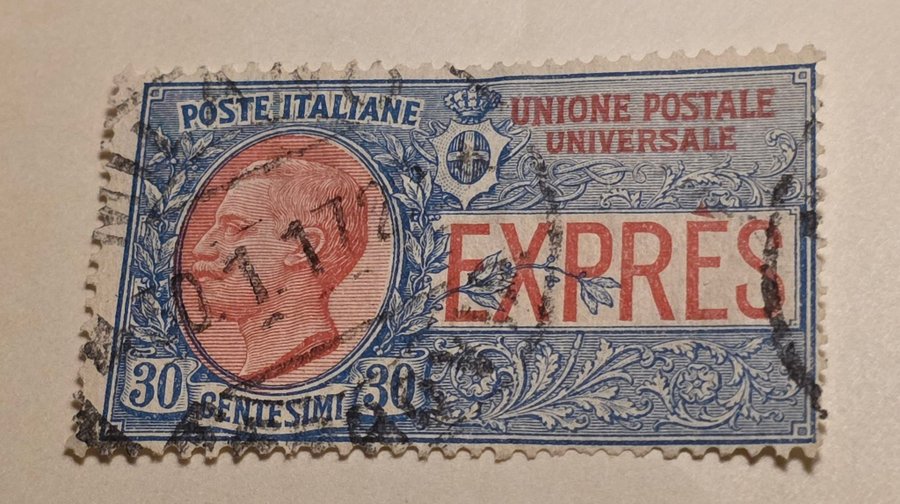 POSTE ITALIANE
UNIONE POSTALE
UNIVERSALE
EXPRÈS
30 CENTESIMI 30